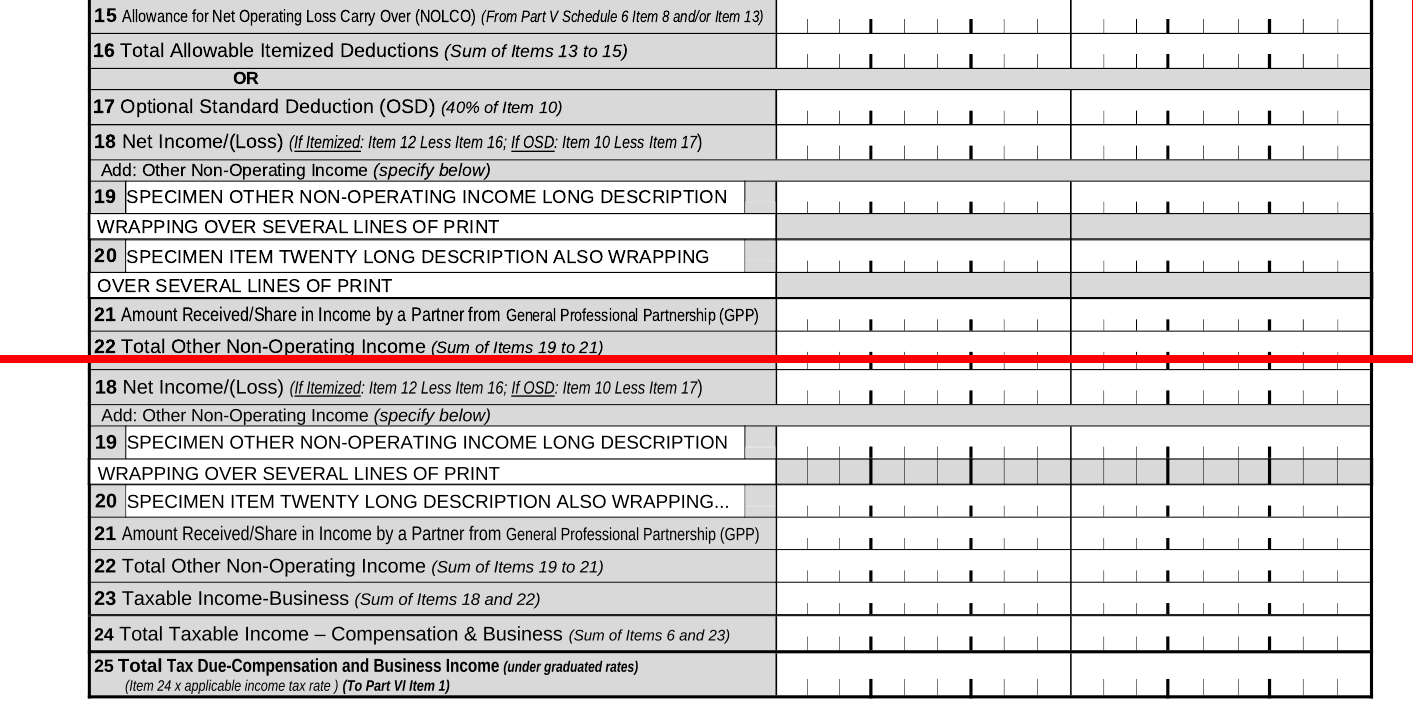 15 Allowance for Net Operating Loss Carry Over (NOLCO) (From Part V Schedule 6 Item 8 and/or Item 13)
16 Total Allowable Itemized Deductions (Sum of Items 13 to 15)
OR
17 Optional Standard Deduction (OSD) (40% of Item 10)
18 Net Income/(Loss) (If Itemized: Item 12 Less Item 16; If OSD: Item 10 Less Item 17)
Add: Other Non-Operating Income (specify below)
19 SPECIMEN OTHER NON-OPERATING INCOME LONG DESCRIPTION
WRAPPING OVER SEVERAL LINES OF PRINT
20 SPECIMEN ITEM TWENTY LONG DESCRIPTION ALSO WRAPPING
OVER SEVERAL LINES OF PRINT
21 Amount Received/Share in Income by a Partner from General Professional Partnership (GPP)
22 Total Other Non-Operating Income (Sum of Items 19 to 21)
18 Net Income/(Loss) (If Itemized: Item 12 Less Item 16; If OSD: Item 10 Less Item 17)
Add: Other Non-Operating Income (specify below)
19 SPECIMEN OTHER NON-OPERATING INCOME LONG DESCRIPTION
WRAPPING OVER SEVERAL LINES OF PRINT
20 SPECIMEN ITEM TWENTY LONG DESCRIPTION ALSO WRAPPING...
21 Amount Received/Share in Income by a Partner from General Professional Partnership (GPP)
22 Total Other Non-Operating Income (Sum of Items 19 to 21)
23 Taxable Income-Business (Sum of Items 18 and 22)
24 Total Taxable Income – Compensation & Business (Sum of Items 6 and 23)
25 Total Tax Due-Compensation and Business Income (under graduated rates)
(Item 24 x applicable income tax rate ) (To Part VI Item 1)